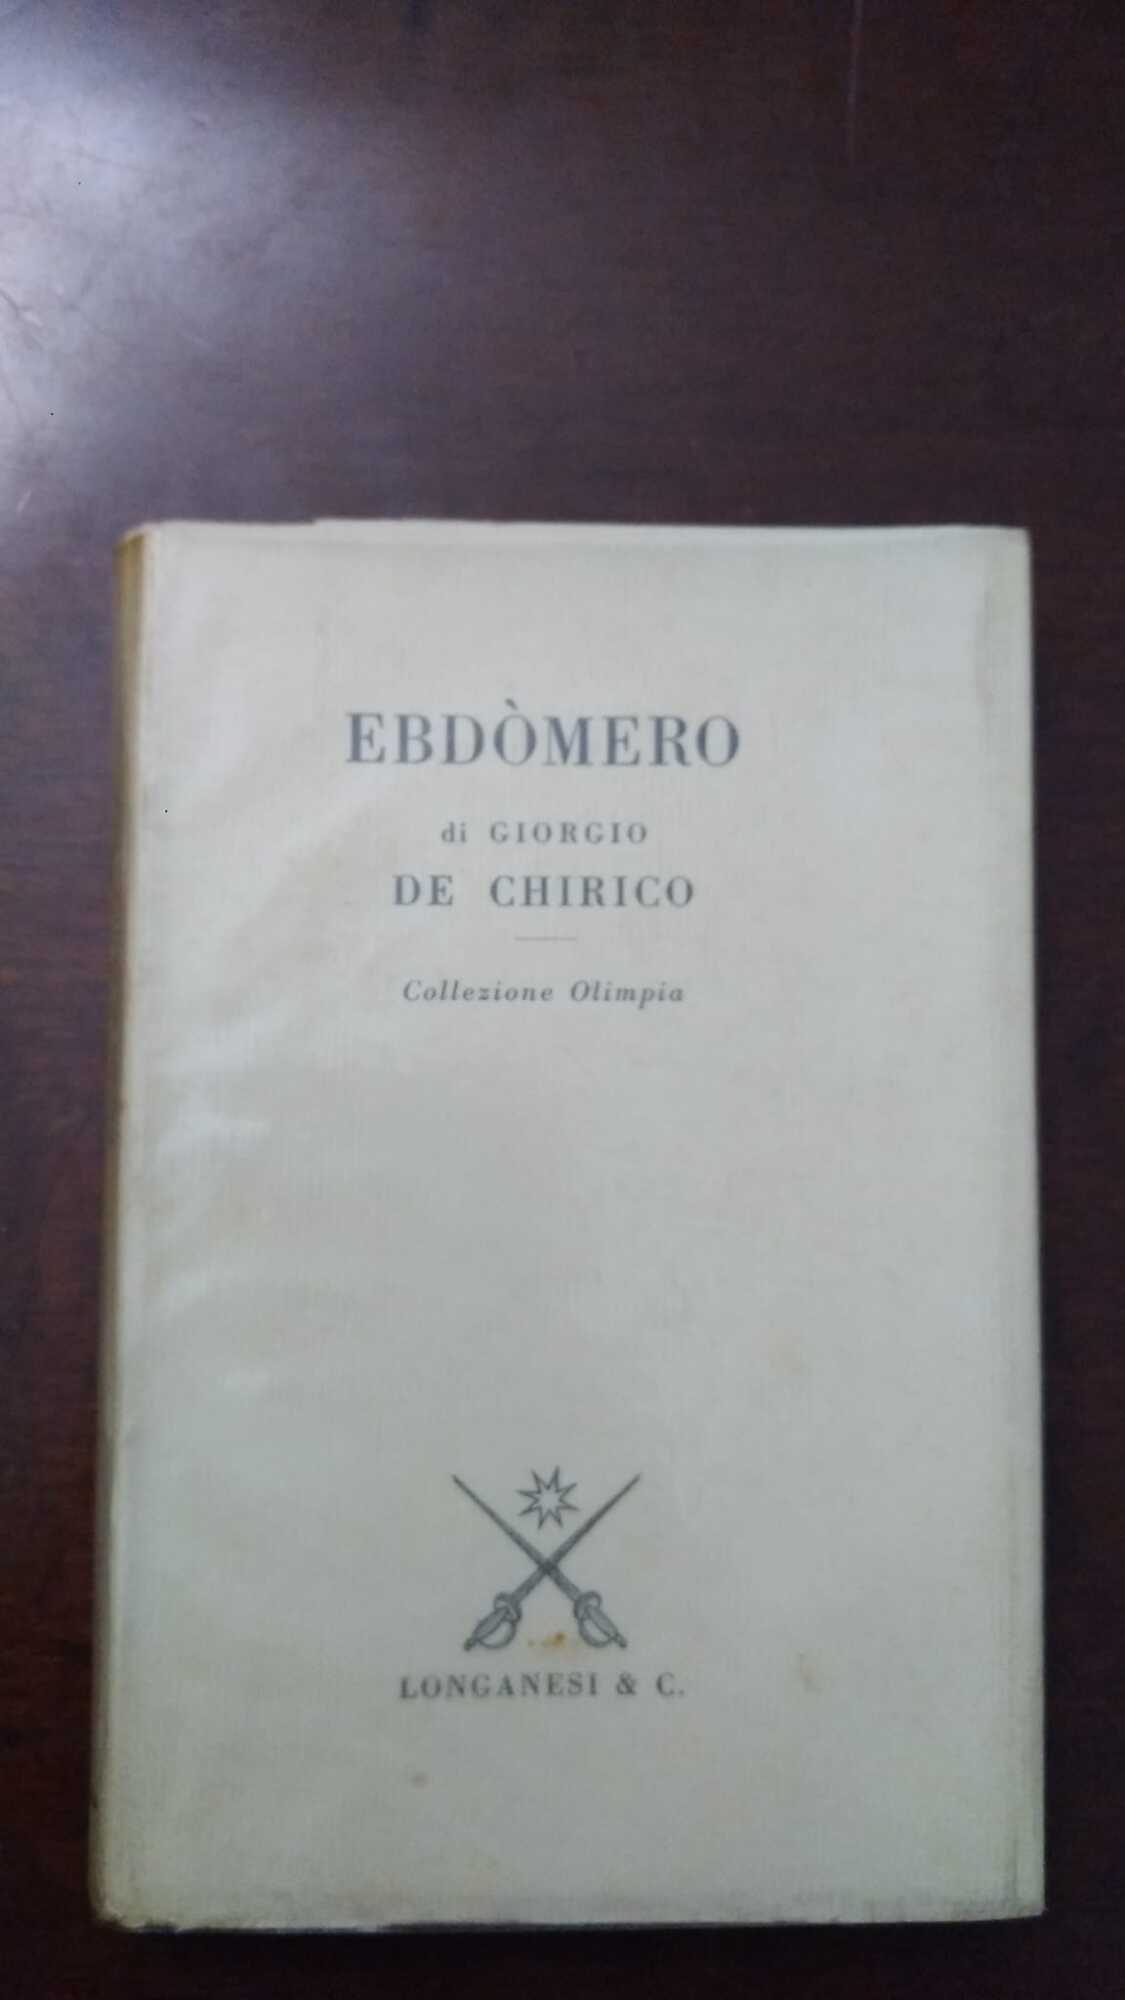 EBDÒMERO
di GIORGIO
DE CHIRICO
Collezione Olimpia
LONGANESI & C.